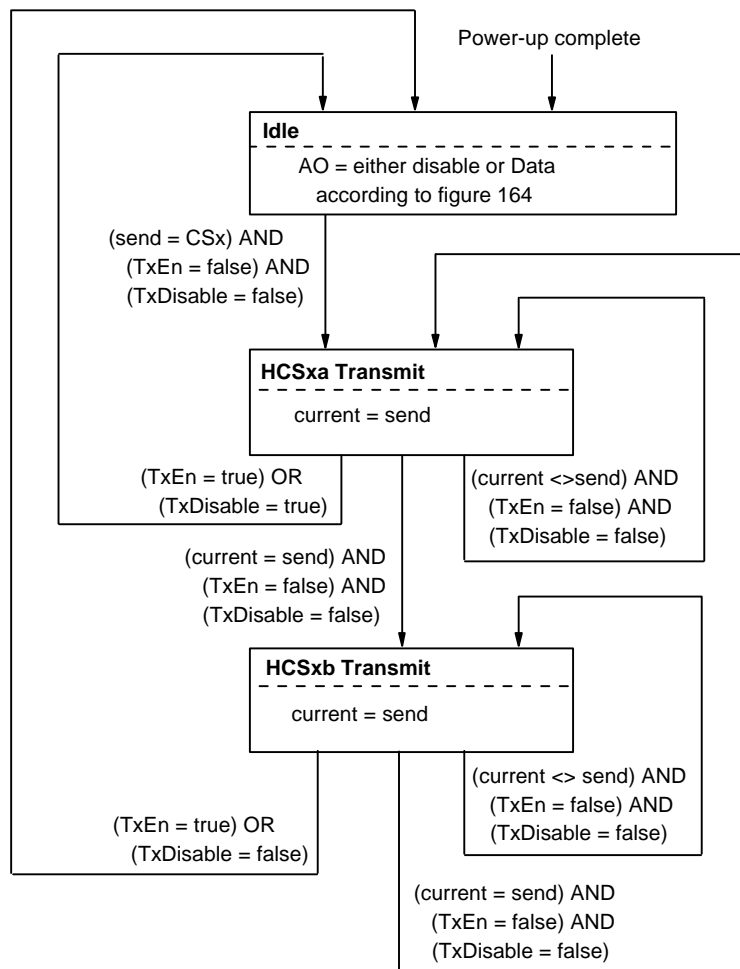 Power-up complete
Idle
AO = either disable or Data
according to figure 164
(send = CSx) AND
(TxEn = false) AND
(TxDisable = false)
HCSxa Transmit
current = send
(TxEn = true) OR
(TxDisable = true)
(current <>send) AND
(TxEn = false) AND
(TxDisable = false)
(current = send) AND
(TxEn = false) AND
(TxDisable = false)
HCSxb Transmit
current = send
(current <> send) AND
(TxEn = false) AND
(TxDisable = false)
(TxEn = true) OR
(TxDisable = false)
(current = send) AND
(TxEn = false) AND
(TxDisable = false)